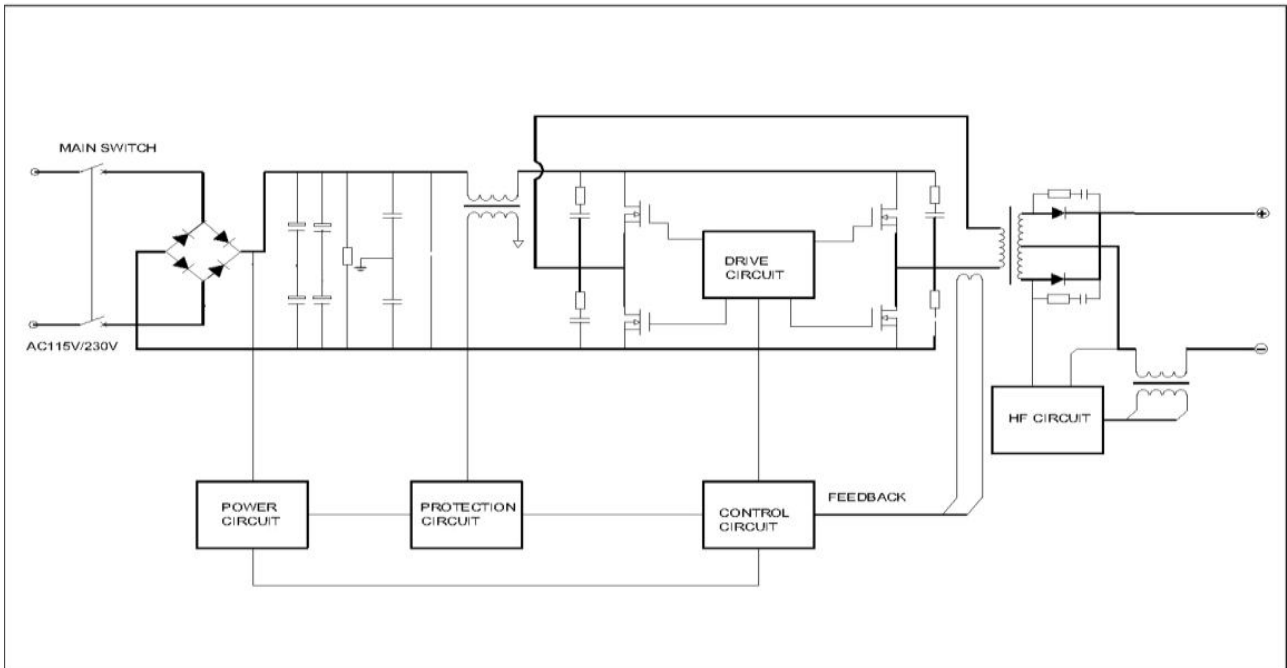 MAIN SWITCH
AC115V/230V
DRIVE
CIRCUIT
HF CIRCUIT
POWER
CIRCUIT
PROTECTION
CIRCUIT
CONTROL
CIRCUIT
FEEDBACK